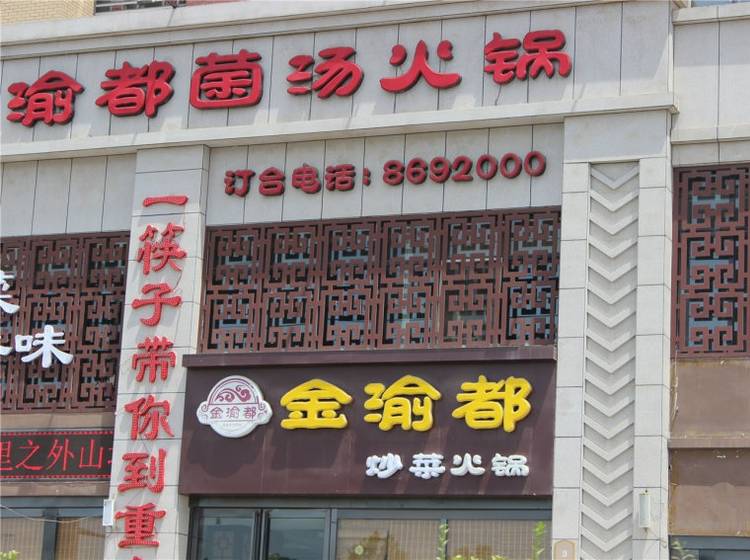 渝都菌汤火锅
汀台电话：8692000
一筷子带你到重
味
里之外山
金渝都
金渝都
炒菜火锅